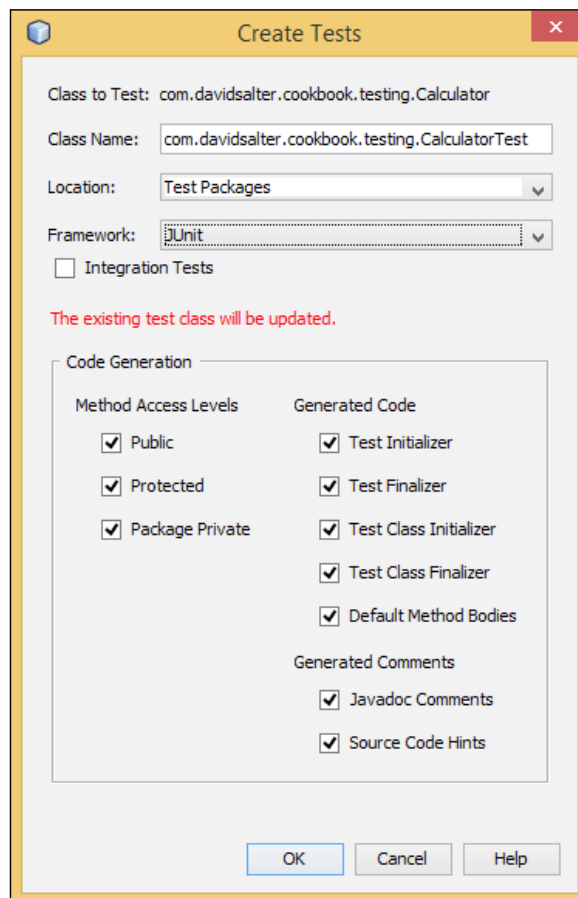 Create Tests
Class to Test: com.davidsalter.cookbook.testing.Calculator
Class Name: com.davidsalter.cookbook.testing.CalculatorTest
Location: Test Packages
Framework: JUnit
Integration Tests
The existing test class will be updated.
Code Generation
Method Access Levels
Public
Protected
Package Private
Generated Code
Test Initializer
Test Finalizer
Test Class Initializer
Test Class Finalizer
Default Method Bodies
Generated Comments
Javadoc Comments
Source Code Hints
OK Cancel Help